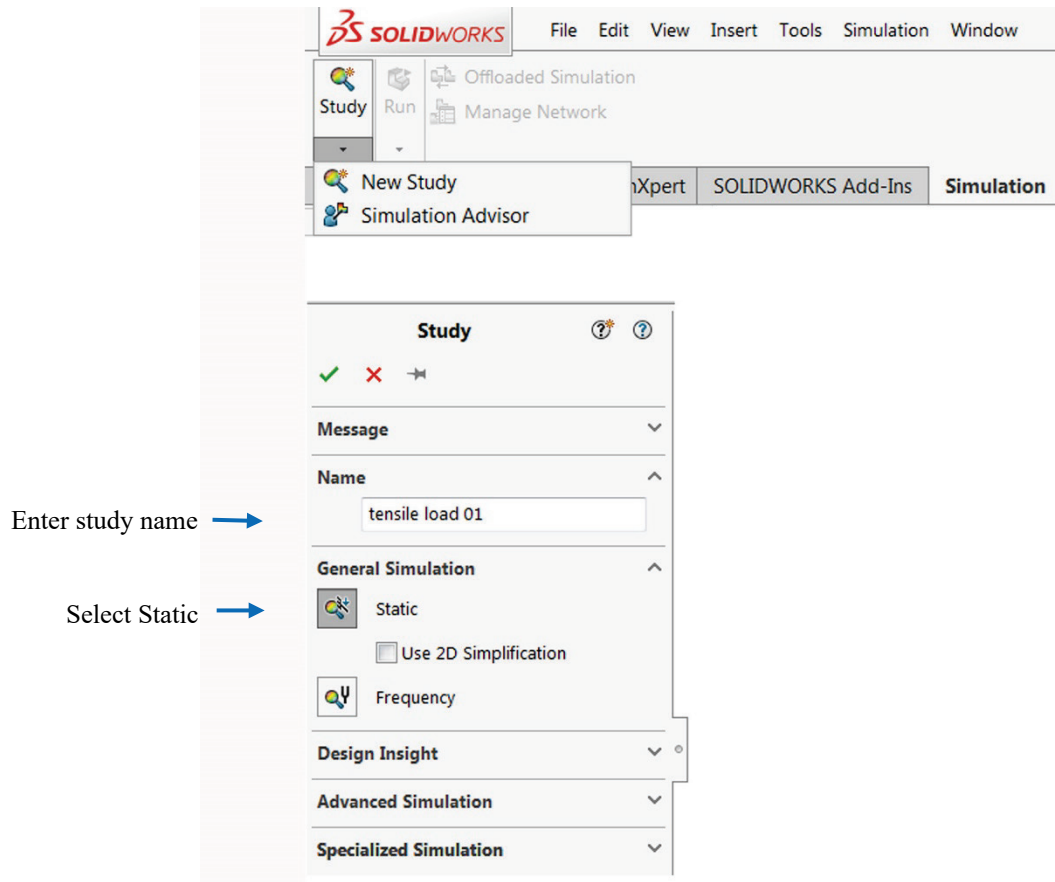 SOLIDWORKS File Edit View Insert Tools Simulation Window
Study Run Offloaded Simulation
Manage Network
New Study
Simulation Advisor
nXpert SOLIDWORKS Add-Ins Simulation
Study
Message
Name
Enter study name tensile load 01
General Simulation
Select Static Static
Use 2D Simplification
Frequency
Design Insight
Advanced Simulation
Specialized Simulation